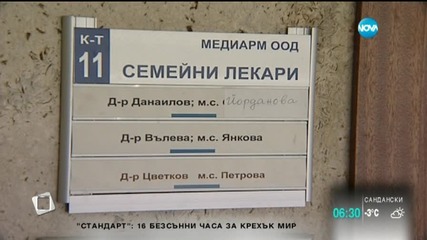 NOVA
К-Т
11
МЕДИАРМ ООД
СЕМЕЙНИ ЛЕКАРИ
Д-р Данаилов; м.с. Йорданова
Д-р Вълева; м.с. Янкова
Д-р Цветков м.с. Петрова
САНДАНСКИ
06:30 -3°C
"СТАНДАРТ": 16 БЕЗСЪННИ ЧАСА ЗА КРЕХЪК МИР